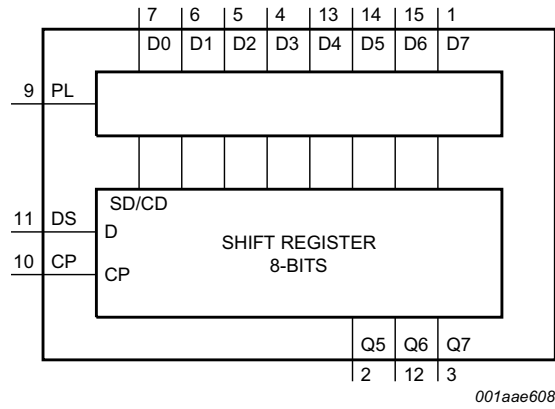 7 6 5 4 13 14 15 1
D0 D1 D2 D3 D4 D5 D6 D7
9 PL
SD/CD
11 DS D
SHIFT REGISTER
8-BITS
10 CP CP
Q5 Q6 Q7
2 12 3
001aae608